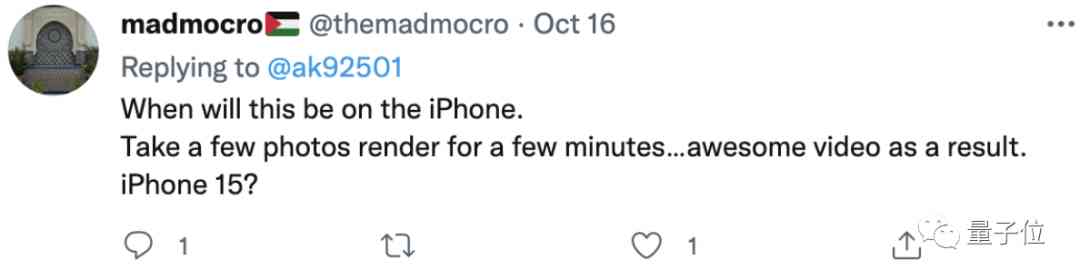 madmocro🇵🇸 @themadmocro · Oct 16
Replying to @ak92501
When will this be on the iPhone.
Take a few photos render for a few minutes...awesome video as a result.
iPhone 15?
1 1
量子位